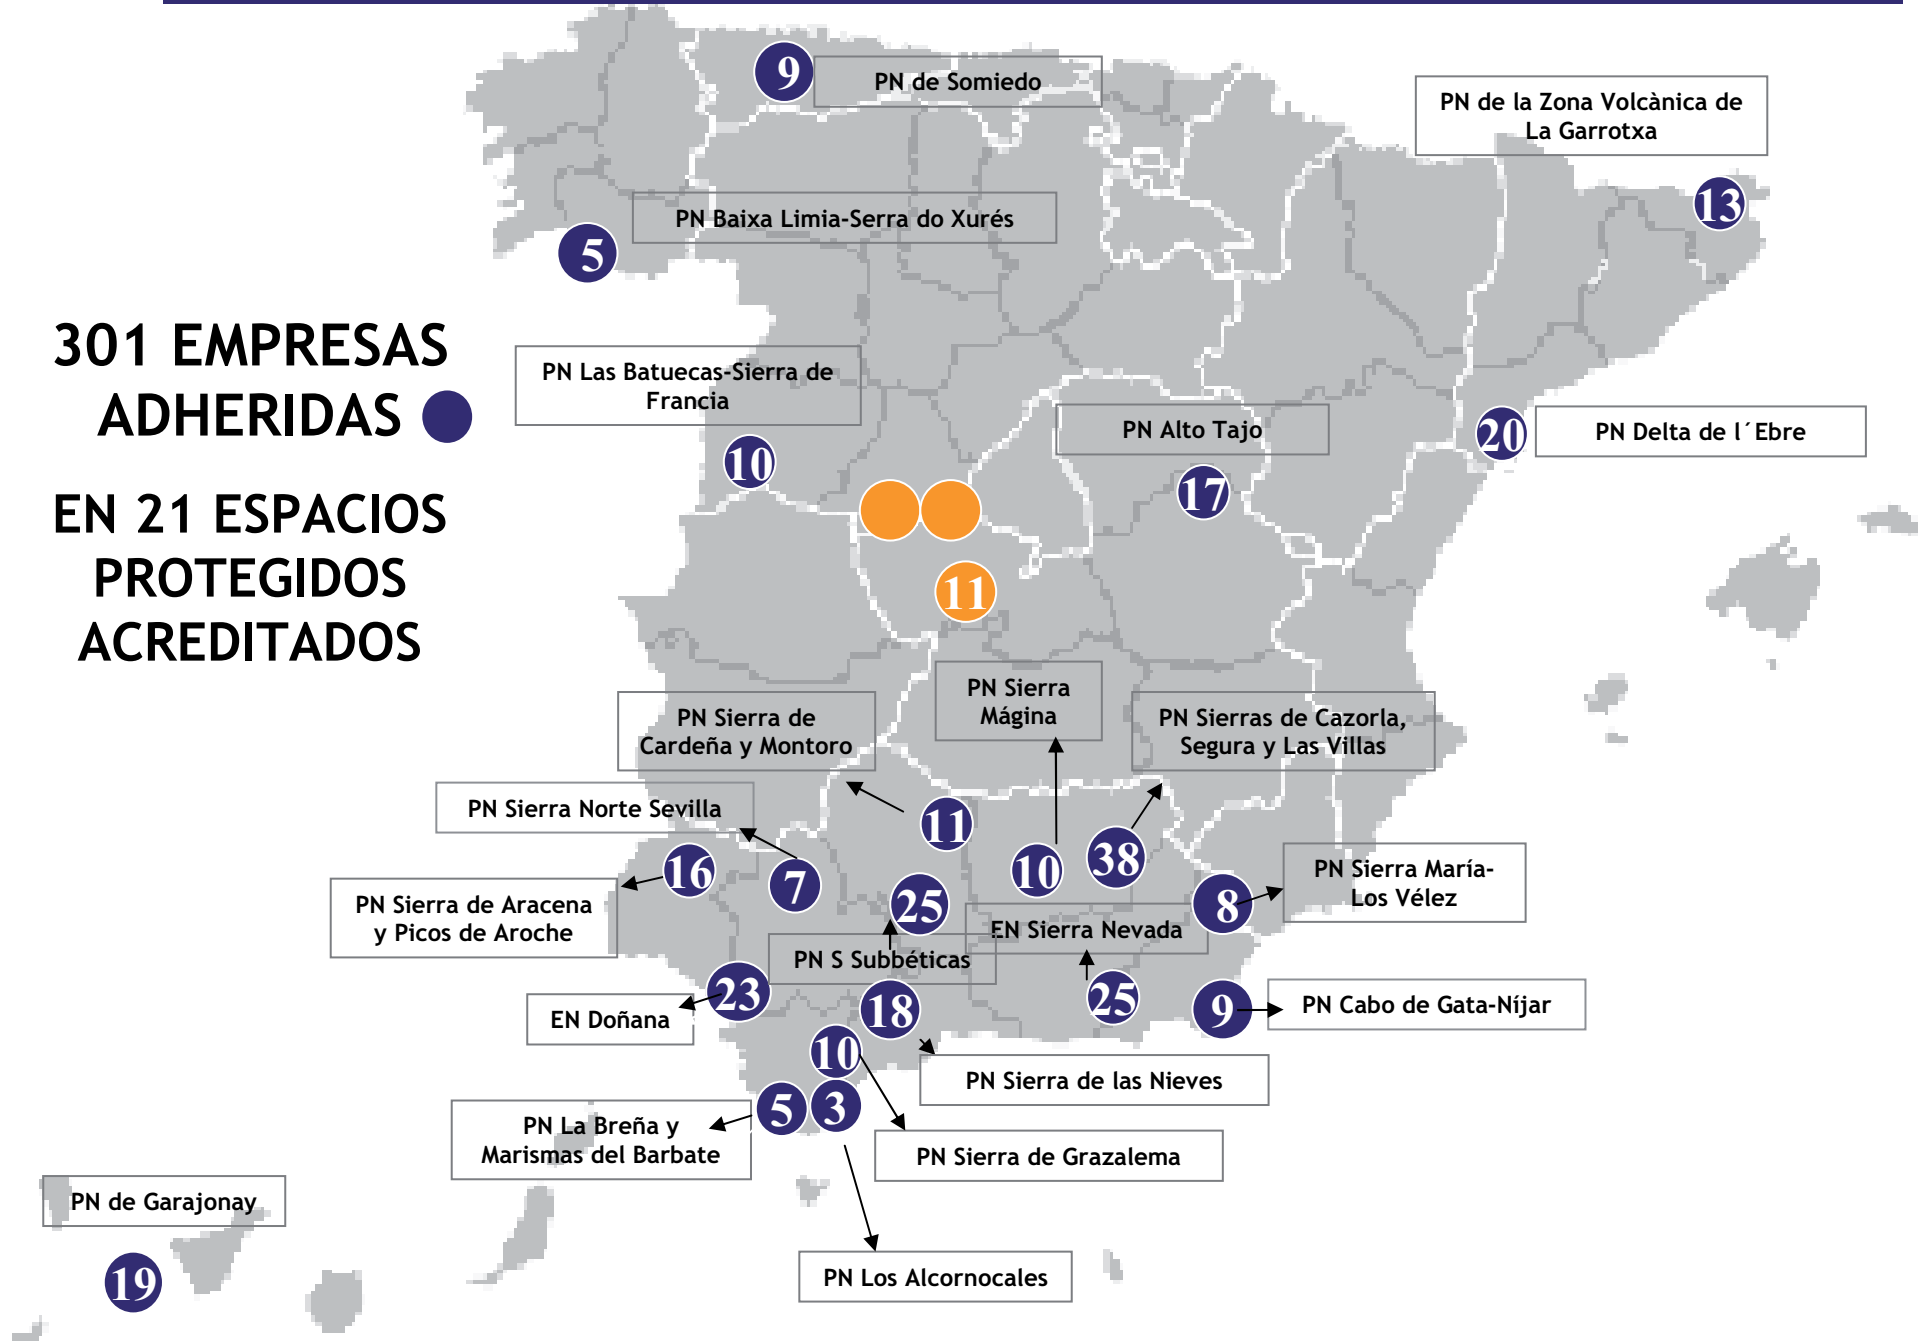 9
PN de Somiedo
PN de la Zona Volcànica de
La Garrotxa
13
PN Baixa Limia-Serra do Xurés
5
301 EMPRESAS
ADHERIDAS
EN 21 ESPACIOS
PROTEGIDOS
ACREDITADOS
PN Las Batuecas-Sierra de
Francia
10
PN Alto Tajo
17
20
PN Delta de l´Ebre
11
PN Sierra de
Cardeña y Montoro
11
PN Sierra
Mágina
10
PN Sierras de Cazorla,
Segura y Las Villas
38
PN Sierra Norte Sevilla
7
16
PN Sierra de Aracena
y Picos de Aroche
25
PN S Subbéticas
EN Sierra Nevada
25
8
PN Sierra María-
Los Vélez
23
EN Doñana
18
PN Sierra de las Nieves
9
PN Cabo de Gata-Níjar
10
PN Sierra de Grazalema
5
PN La Breña y
Marismas del Barbate
3
PN Los Alcornocales
PN de Garajonay
19